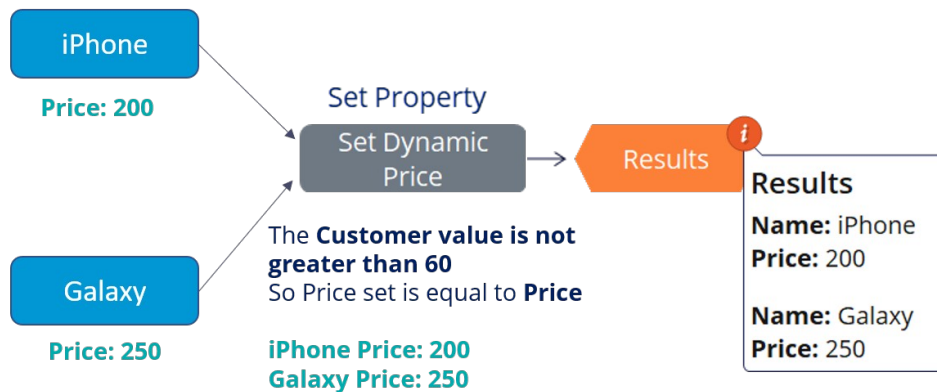 iPhone
Price: 200
Set Property
Set Dynamic
Price
Results
i
Results
Name: iPhone
Price: 200
Name: Galaxy
Price: 250
The Customer value is not
greater than 60
So Price set is equal to Price
iPhone Price: 200
Galaxy Price: 250
Galaxy
Price: 250